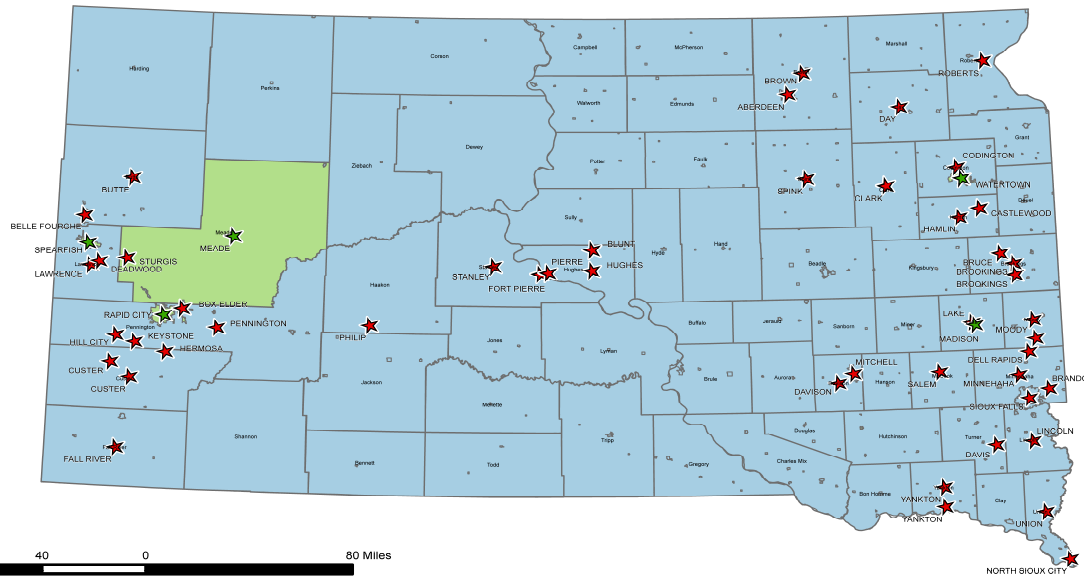 Harding
Perkins
Corson
Campbell
McPherson
Marshall
Roberts
ROBERTS
BROWN
ABERDEEN
Walworth
Edmunds
DAY
Grant
Dewey
Ziebach
Potter
Faulk
SPINK
CLARK
CODINGTON
WATERTOWN
Deuel
CASTLEWOOD
HAMLIN
BUTTE
BELLE FOURCHE
SPEARFISH
LAWRENCE
DEADWOOD
STURGIS
Meade
MEADE
Sully
Hyde
Hand
Beadle
Kingsbury
BRUCE
BROOKINGS
BROOKINGS
BLUNT
PIERRE
Hughes
HUGHES
STANLEY
FORT PIERRE
Haakon
RAPID CITY
BOX ELDER
Pennington
PENNINGTON
KEYSTONE
HILL CITY
HERMOSA
CUSTER
CUSTER
PHILIP
Jones
Lyman
Buffalo
Jerauld
Sanborn
Miner
LAKE
MADISON
MOODY
DELL RAPIDS
MITCHELL
DAVISON
Hanson
SALEM
MINNEHAHA
SIOUX FALLS
Brule
Aurora
Jackson
Mellette
FALL RIVER
Shannon
Bennett
Todd
Tripp
Gregory
Douglas
Charles Mix
Hutchinson
Turner
DAVIS
LINCOLN
Bon Homme
YANKTON
YANKTON
Clay
UNION
NORTH SIOUX CITY
40 0 80 Miles